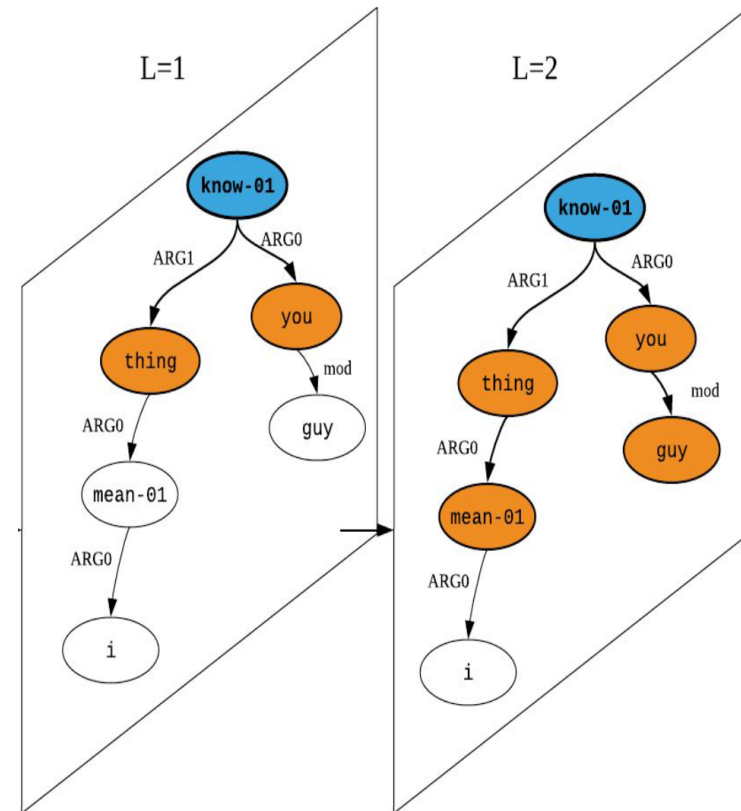 L=1
know-01
ARG1
ARG0
you
thing
mod
ARG0
guy
mean-01
ARG0
i
L=2
know-01
ARG1
ARG0
you
thing
mod
ARG0
guy
mean-01
ARG0
i